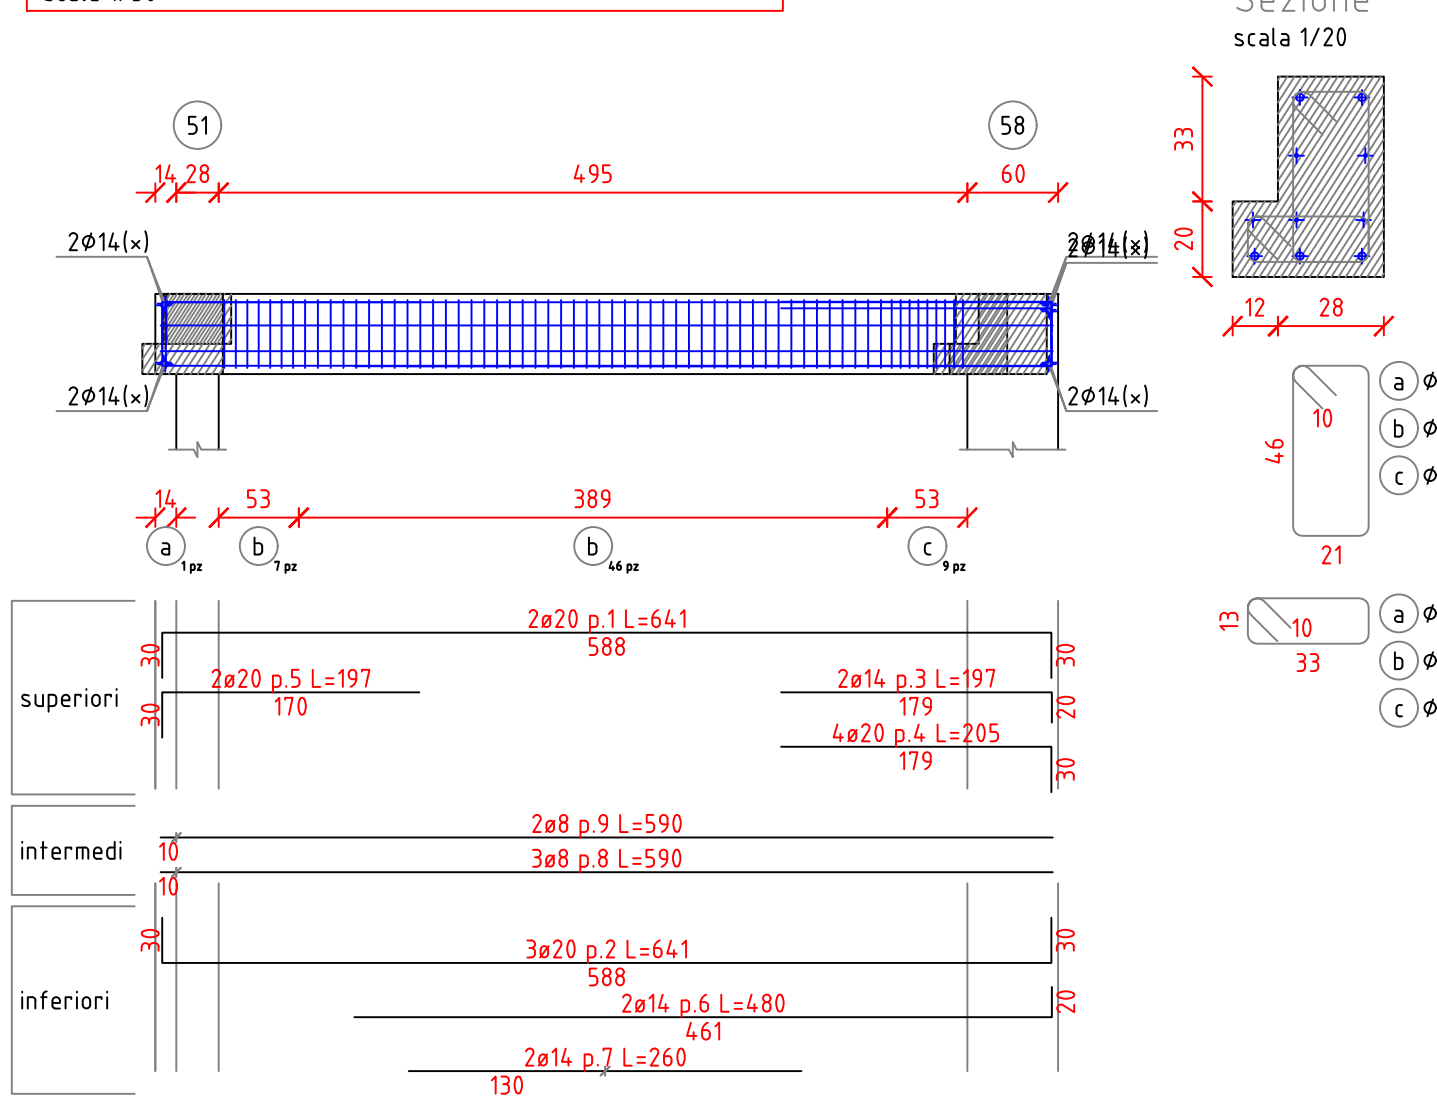 scala 1/20
51
58
14
28
495
60
33
20
12
28
2ø14(x)
2ø14(x)
2ø14(x)
2ø14(x)
2ø14(x)
14
53
389
53
a 1 pz
b 7 pz
b 46 pz
c 9 pz
46
10
21
a ø
b ø
c ø
13
10
33
a ø
b ø
c ø
superiori
2ø20 p.1 L=641
588
30
30
2ø20 p.5 L=197
170
30
2ø14 p.3 L=197
179
20
4ø20 p.4 L=205
179
30
intermedi
2ø8 p.9 L=590
10
3ø8 p.8 L=590
10
inferiori
30
3ø20 p.2 L=641
588
30
2ø14 p.6 L=480
461
20
2ø14 p.7 L=260
130